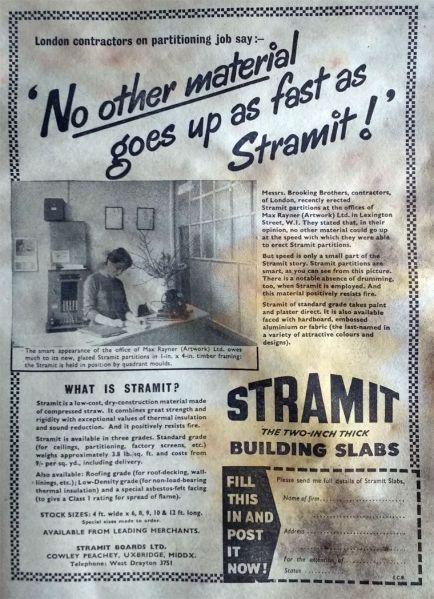 London contractors on partitioning job say:–
‘No other material
goes up as fast as
Stramit!’
Messrs. Brooking Brothers, contractors,
of London, recently erected
Stramit partitions at the offices of
Max Rayner (Artwork) Ltd. in Lexington
Street, W.1. They stated that, in their
opinion, no other material could go up
at the speed with which they were able
to erect Stramit partitions.
But speed is only a small part of the
Stramit story. Stramit partitions are
smart, as you can see from this picture.
There is a notable absence of drumming,
too, when Stramit is employed. And
this material positively resists fire.
Stramit of standard grade takes paint
and plaster direct. It is also available
faced with hardboard, embossed
aluminium or fabric (the last-named in
a variety of attractive colours and
designs).
The smart appearance of the office of Max Rayner (Artwork) Ltd. owes
much to its new, glazed Stramit partitions in 1-in. x 4-in. timber framing;
the Stramit is held in position by quadrant moulds.
WHAT IS STRAMIT?
Stramit is a low-cost, dry-construction material made
of compressed straw. It combines great strength and
rigidity with exceptional values of thermal insulation
and sound reduction. And it positively resists fire.
Stramit is available in three grades. Standard grade
(for ceilings, partitioning, factory screens, etc.)
weighs approximately 3.8 lb./sq. ft. and costs from
9/- per sq. yd., including delivery.
Also available: Roofing grade (for roof-decking, wall-
linings, etc.); Low-Density grade (for non-load-bearing
thermal insulation) and a special asbestos-felt facing
(to give a Class 1 rating for spread of flame).
STOCK SIZES: 4 ft. wide x 6, 8, 9, 10 & 12 ft. long.
Special sizes made to order.
AVAILABLE FROM LEADING MERCHANTS.
STRAMIT BOARDS LTD.
COWLEY PEACHEY, UXBRIDGE, MIDDX.
Telephone: West Drayton 3751
STRAMIT
THE TWO-INCH THICK
BUILDING SLABS
FILL
THIS
IN AND
POST
IT
NOW!
Please send me full details of Stramit Slabs.
Name of firm
Address
For the attention of
Status
E.C.B.